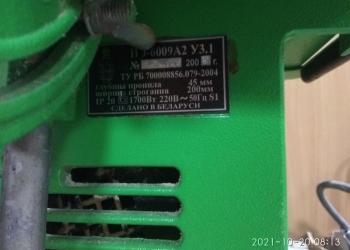 6009А2 УЗ.1
№ 200 г.
ТУ РБ 700008856.079-2004
глубина пропила 45 мм
ширина строгания 200мм
IP 20 1700Вт 220В~50Гц S1
СДЕЛАНО В БЕЛАРУСИ
2021-10-20 08:13